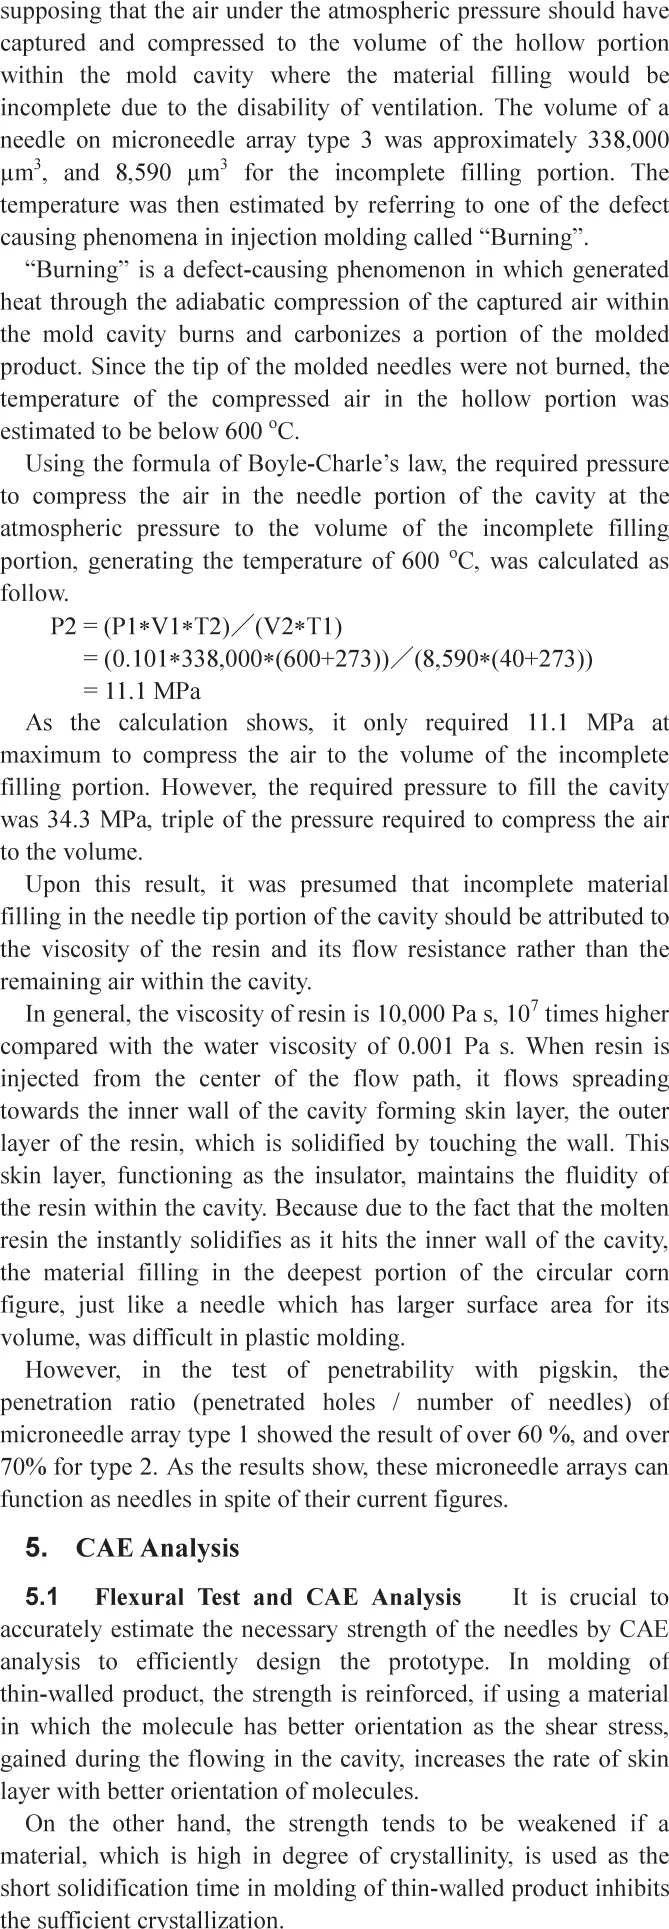 supposing that the air under the atmospheric pressure should have
captured and compressed to the volume of the hollow portion
within the mold cavity where the material filling would be
incomplete due to the disability of ventilation. The volume of a
needle on microneedle array type 3 was approximately 338,000
µm³, and 8,590 µm³ for the incomplete filling portion. The
temperature was then estimated by referring to one of the defect
causing phenomena in injection molding called “Burning”.
“Burning” is a defect-causing phenomenon in which generated
heat through the adiabatic compression of the captured air within
the mold cavity burns and carbonizes a portion of the molded
product. Since the tip of the molded needles were not burned, the
temperature of the compressed air in the hollow portion was
estimated to be below 600 ºC.
Using the formula of Boyle-Charle’s law, the required pressure
to compress the air in the needle portion of the cavity at the
atmospheric pressure to the volume of the incomplete filling
portion, generating the temperature of 600 ºC, was calculated as
follow.
P2 = (P1*V1*T2)／(V2*T1)
= (0.101*338,000*(600+273))／(8,590*(40+273))
= 11.1 MPa
As the calculation shows, it only required 11.1 MPa at
maximum to compress the air to the volume of the incomplete
filling portion. However, the required pressure to fill the cavity
was 34.3 MPa, triple of the pressure required to compress the air
to the volume.
Upon this result, it was presumed that incomplete material
filling in the needle tip portion of the cavity should be attributed to
the viscosity of the resin and its flow resistance rather than the
remaining air within the cavity.
In general, the viscosity of resin is 10,000 Pa s, 10⁷ times higher
compared with the water viscosity of 0.001 Pa s. When resin is
injected from the center of the flow path, it flows spreading
towards the inner wall of the cavity forming skin layer, the outer
layer of the resin, which is solidified by touching the wall. This
skin layer, functioning as the insulator, maintains the fluidity of
the resin within the cavity. Because due to the fact that the molten
resin the instantly solidifies as it hits the inner wall of the cavity,
the material filling in the deepest portion of the circular corn
figure, just like a needle which has larger surface area for its
volume, was difficult in plastic molding.
However, in the test of penetrability with pigskin, the
penetration ratio (penetrated holes / number of needles) of
microneedle array type 1 showed the result of over 60 %, and over
70% for type 2. As the results show, these microneedle arrays can
function as needles in spite of their current figures.
5. CAE Analysis
5.1 Flexural Test and CAE Analysis It is crucial to
accurately estimate the necessary strength of the needles by CAE
analysis to efficiently design the prototype. In molding of
thin-walled product, the strength is reinforced, if using a material
in which the molecule has better orientation as the shear stress,
gained during the flowing in the cavity, increases the rate of skin
layer with better orientation of molecules.
On the other hand, the strength tends to be weakened if a
material, which is high in degree of crystallinity, is used as the
short solidification time in molding of thin-walled product inhibits
the sufficient crystallization.